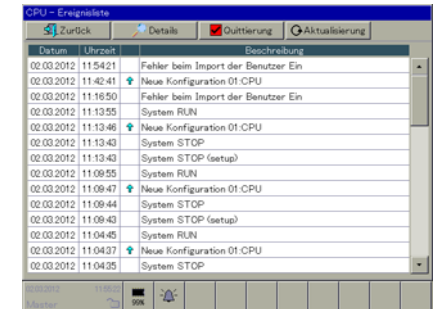 CPU - Ereignisliste
Zurück Details Quittierung Aktualisierung
Datum Uhrzeit Beschreibung
02.03.2012 11:54:21 Fehler beim Import der Benutzer Ein
02.03.2012 11:42:41 Neue Konfiguration 01:CPU
02.03.2012 11:16:50 Fehler beim Import der Benutzer Ein
02.03.2012 11:13:55 System RUN
02.03.2012 11:13:46 Neue Konfiguration 01:CPU
02.03.2012 11:13:43 System STOP
02.03.2012 11:13:43 System STOP (setup)
02.03.2012 11:09:55 System RUN
02.03.2012 11:09:47 Neue Konfiguration 01:CPU
02.03.2012 11:09:44 System STOP
02.03.2012 11:09:43 System STOP (setup)
02.03.2012 11:04:45 System RUN
02.03.2012 11:04:37 Neue Konfiguration 01:CPU
02.03.2012 11:04:35 System STOP
02.03.2012 11:55:22
Master 99%